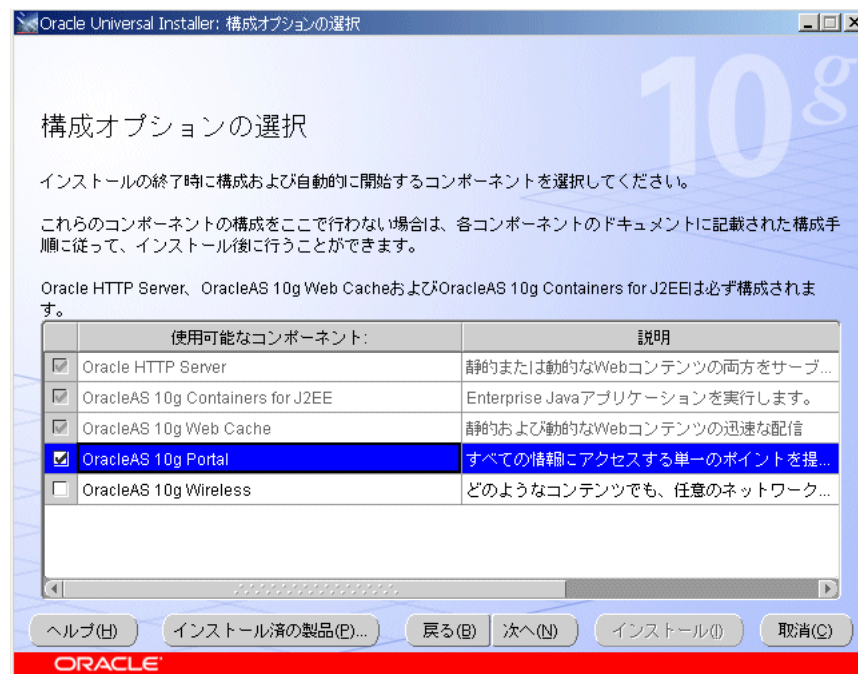 Oracle Universal Installer: 構成オプションの選択
10g
構成オプションの選択
インストールの終了時に構成および自動的に開始するコンポーネントを選択してください。
これらのコンポーネントの構成をここで行わない場合は、各コンポーネントのドキュメントに記載された構成手
順に従って、インストール後に行うことができます。
Oracle HTTP Server、OracleAS 10g Web CacheおよびOracleAS 10g Containers for J2EEは必ず構成されま
す。
使用可能なコンポーネント: 説明
Oracle HTTP Server 静的または動的なWebコンテンツの両方をサーブ...
OracleAS 10g Containers for J2EE Enterprise Javaアプリケーションを実行します。
OracleAS 10g Web Cache 静的および動的なWebコンテンツの迅速な配信
OracleAS 10g Portal すべての情報にアクセスする単一のポイントを提...
OracleAS 10g Wireless どのようなコンテンツでも、任意のネットワーク...
ヘルプ(H) インストール済の製品(P)... 戻る(B) 次へ(N) インストール(I) 取消(C)
ORACLE